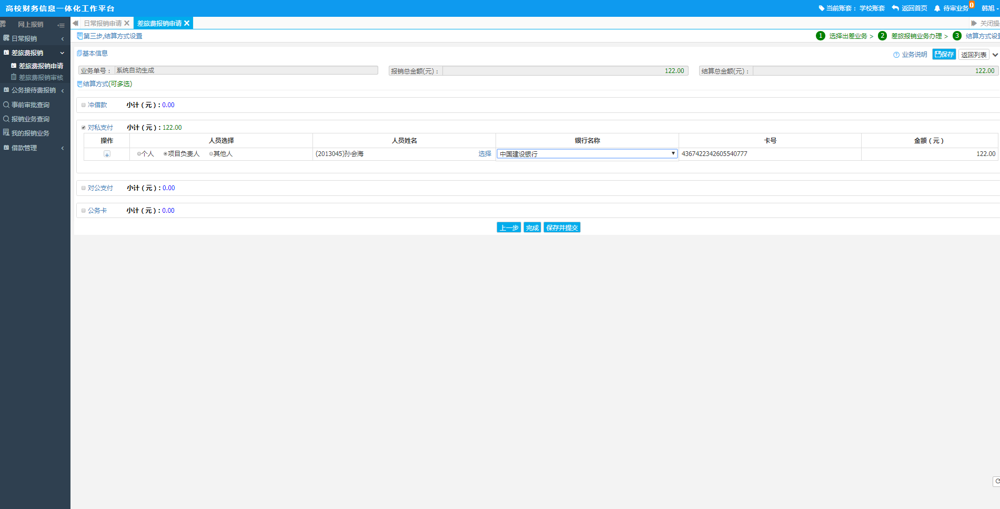 高校财务信息一体化工作平台
当前账套： 学校账套 返回首页 待审业务 0 韩旭
网上报销
日常报销
差旅费报销
差旅费报销申请
差旅费报销审核
公务接待费报销
事前审批查询
报销业务查询
我的报销业务
借款管理
日常报销申请 差旅费报销申请 关闭操
第三步,结算方式设置
1 选择出差业务 > 2 差旅报销业务办理 > 3 结算方式设置
基本信息
业务说明 保存 返回列表
业务单号： 系统自动生成 报销总金额(元)： 122.00 结算总金额(元)： 122.00
结算方式(可多选)
冲借款 小计（元）: 0.00
对私支付 小计（元）: 122.00
操作 人员选择 人员姓名 银行名称 卡号 金额（元）
个人 项目负责人 其他人 (2013045)孙会海 选择 中国建设银行 4367422342605540777 122.00
对公支付 小计（元）: 0.00
公务卡 小计（元）: 0.00
上一步 完成 保存并提交